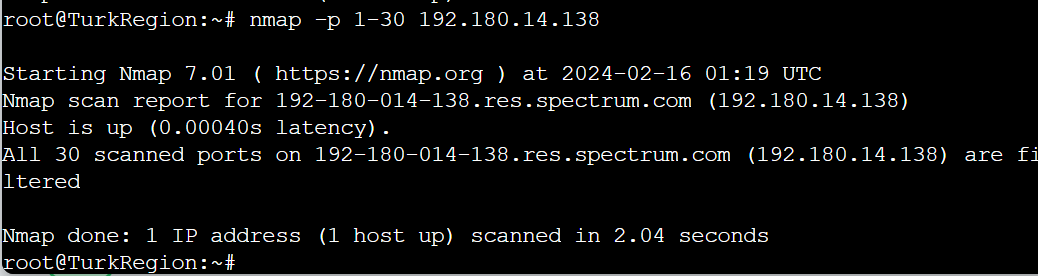 root@TurkRegion:~# nmap -p 1-30 192.180.14.138
Starting Nmap 7.01 ( https://nmap.org ) at 2024-02-16 01:19 UTC
Nmap scan report for 192-180-014-138.res.spectrum.com (192.180.14.138)
Host is up (0.00040s latency).
All 30 scanned ports on 192-180-014-138.res.spectrum.com (192.180.14.138) are fi
ltered
Nmap done: 1 IP address (1 host up) scanned in 2.04 seconds
root@TurkRegion:~#